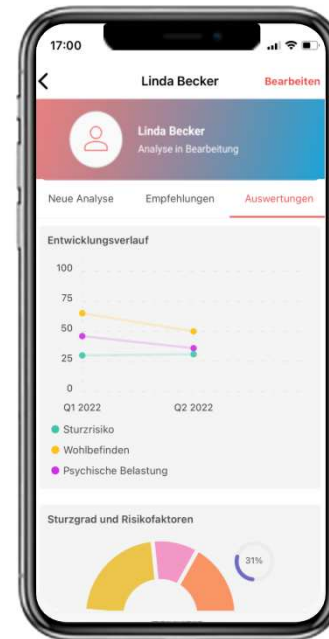 17:00
Linda Becker
Bearbeiten
Linda Becker
Analyse in Bearbeitung
Neue Analyse
Empfehlungen
Auswertungen
Entwicklungsverlauf
100
75
50
25
0
Q1 2022
Q2 2022
Sturzrisiko
Wohlbefinden
Psychische Belastung
Sturzgrad und Risikofaktoren
31%